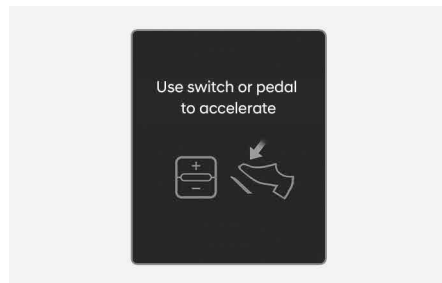 Use switch or pedal
to accelerate
+
−